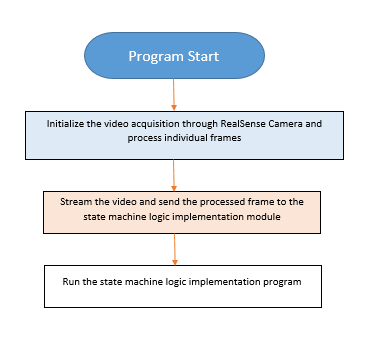 Program Start
Initialize the video acquisition through RealSense Camera and
process individual frames
Stream the video and send the processed frame to the
state machine logic implementation module
Run the state machine logic implementation program